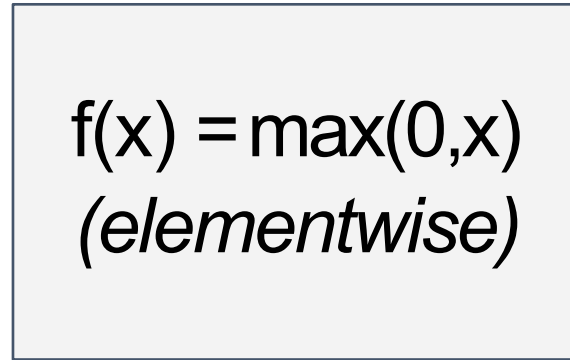 f(x) = max(0,x)
(elementwise)